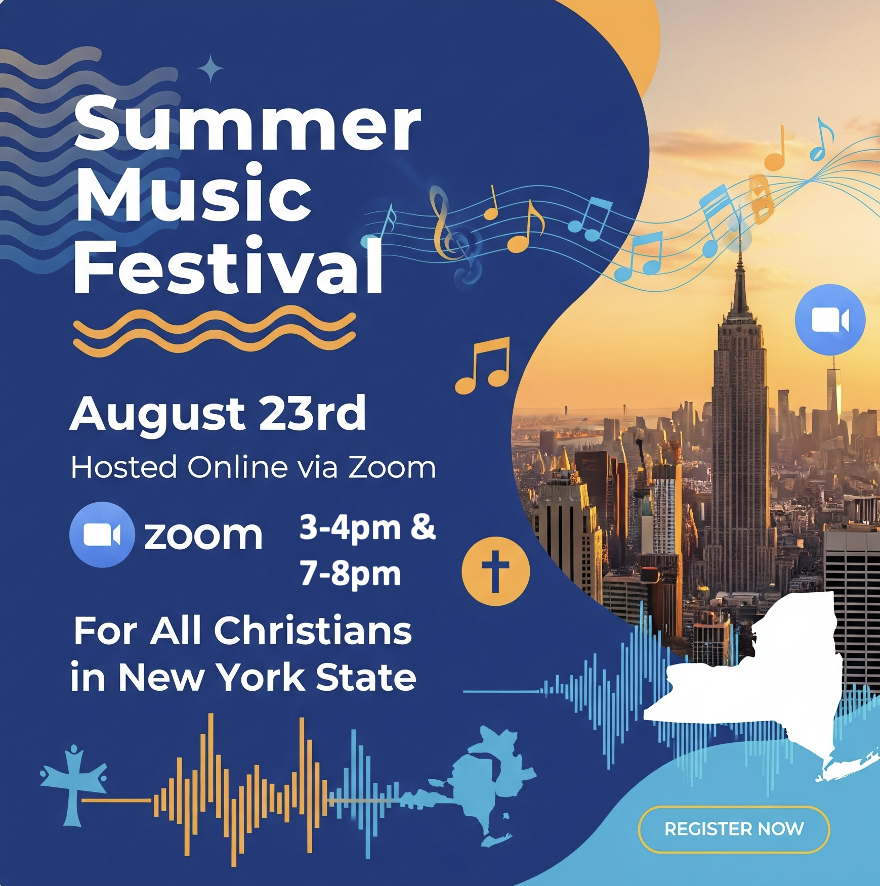 Summer
Music
Festival
August 23rd
Hosted Online via Zoom
zoom
3-4pm &
7-8pm
For All Christians
in New York State
REGISTER NOW